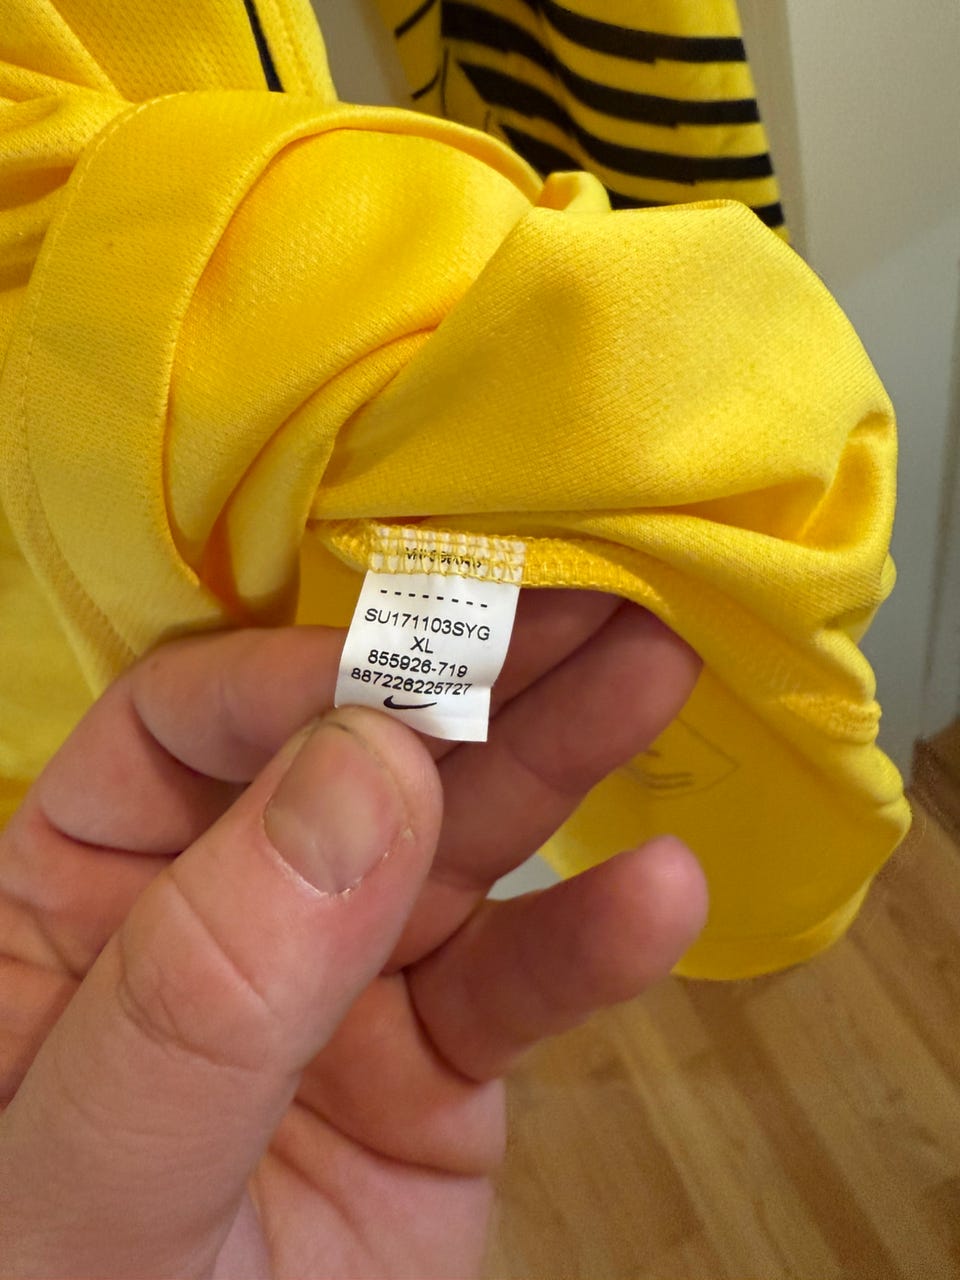 --------
SU171103SYG
XL
855926-719
887226225727